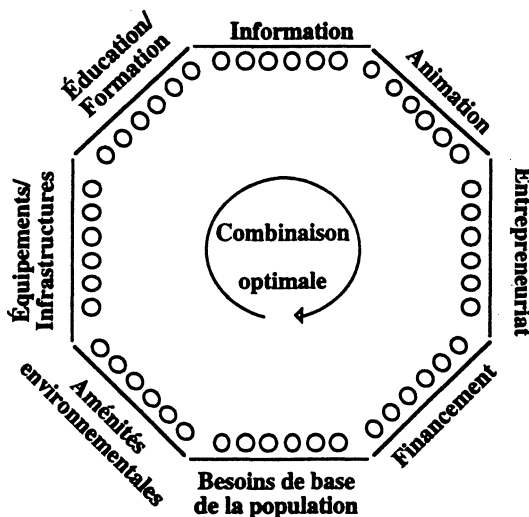 Information
Animation
Entrepreneuriat
Financement
Besoins de base
de la population
Aménités
environnementales
Équipements/
Infrastructures
Éducation/
Formation
Combinaison
optimale